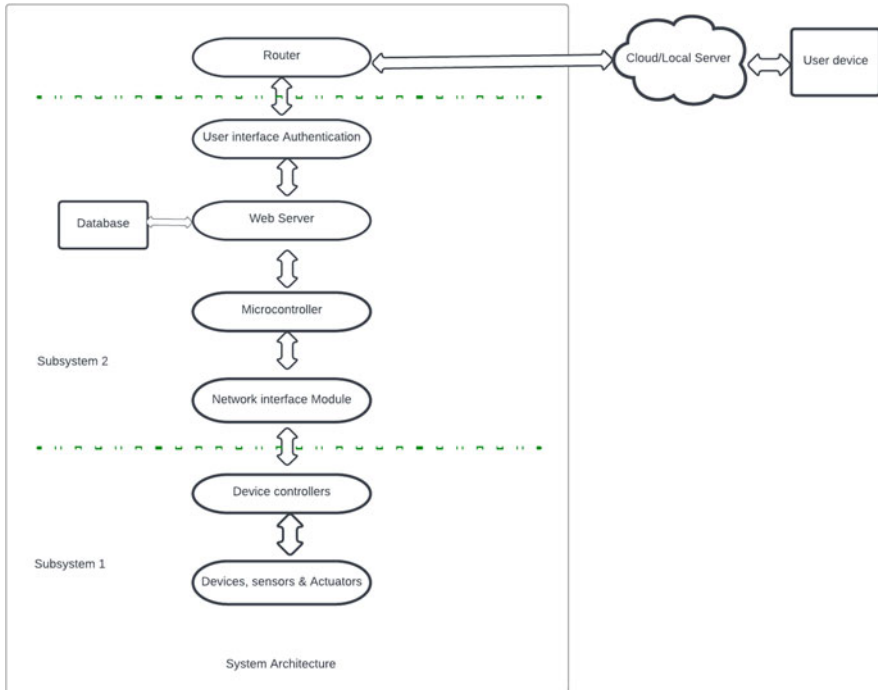 Router
Cloud/Local Server
User device
User interface Authentication
Database
Web Server
Microcontroller
Subsystem 2
Network interface Module
Device controllers
Subsystem 1
Devices, sensors & Actuators
System Architecture